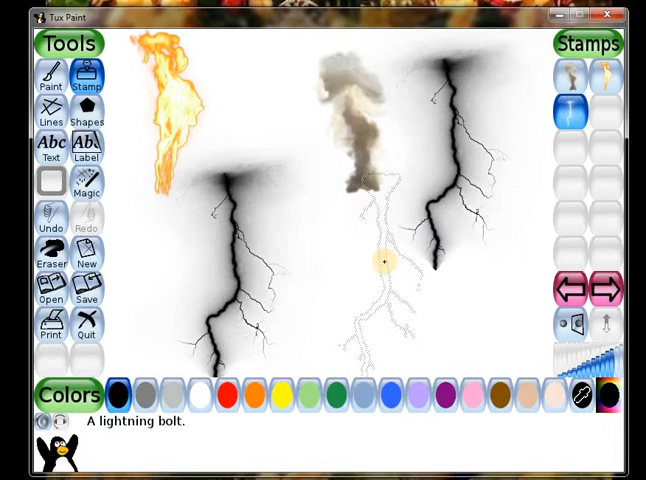 Tux Paint
Tools
Stamps
Paint
Stamp
Lines
Shapes
Abc
Text
Abc
Label
Magic
Undo
Redo
Eraser
New
Open
Save
Print
Quit
Colors
A lightning bolt.